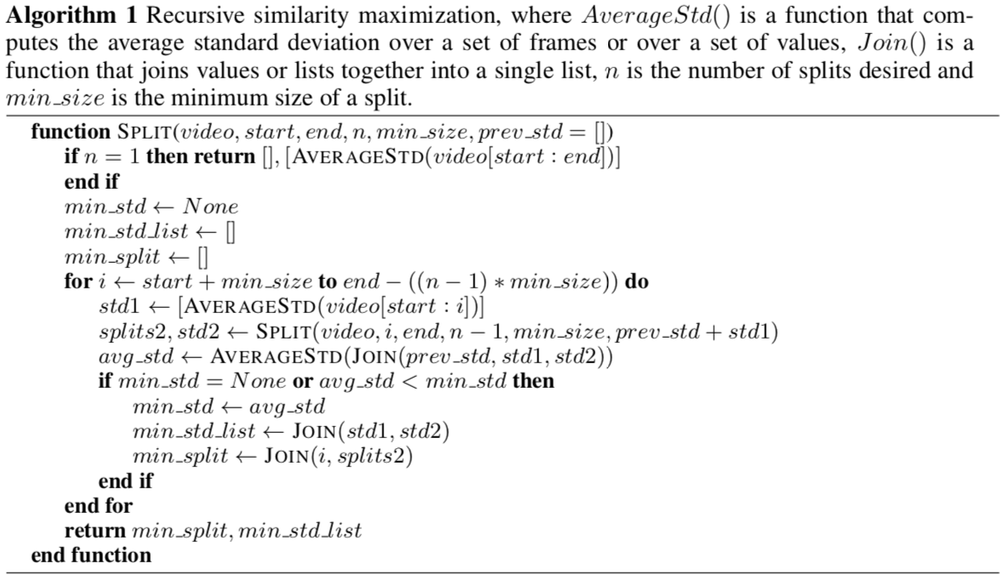 Algorithm 1 Recursive similarity maximization, where AverageStd() is a function that com-
putes the average standard deviation over a set of frames or over a set of values, Join() is a
function that joins values or lists together into a single list, n is the number of splits desired and
min_size is the minimum size of a split.
function SPLIT(video, start, end, n, min_size, prev_std = [])
if n = 1 then return [], [AVERAGESTD(video[start : end])]
end if
min_std ← None
min_std_list ← []
min_split ← []
for i ← start + min_size to end − ((n − 1) ∗ min_size)) do
std1 ← [AVERAGESTD(video[start : i])]
splits2, std2 ← SPLIT(video, i, end, n − 1, min_size, prev_std + std1)
avg_std ← AVERAGESTD(JOIN(prev_std, std1, std2))
if min_std = None or avg_std < min_std then
min_std ← avg_std
min_std_list ← JOIN(std1, std2)
min_split ← JOIN(i, splits2)
end if
end for
return min_split, min_std_list
end function